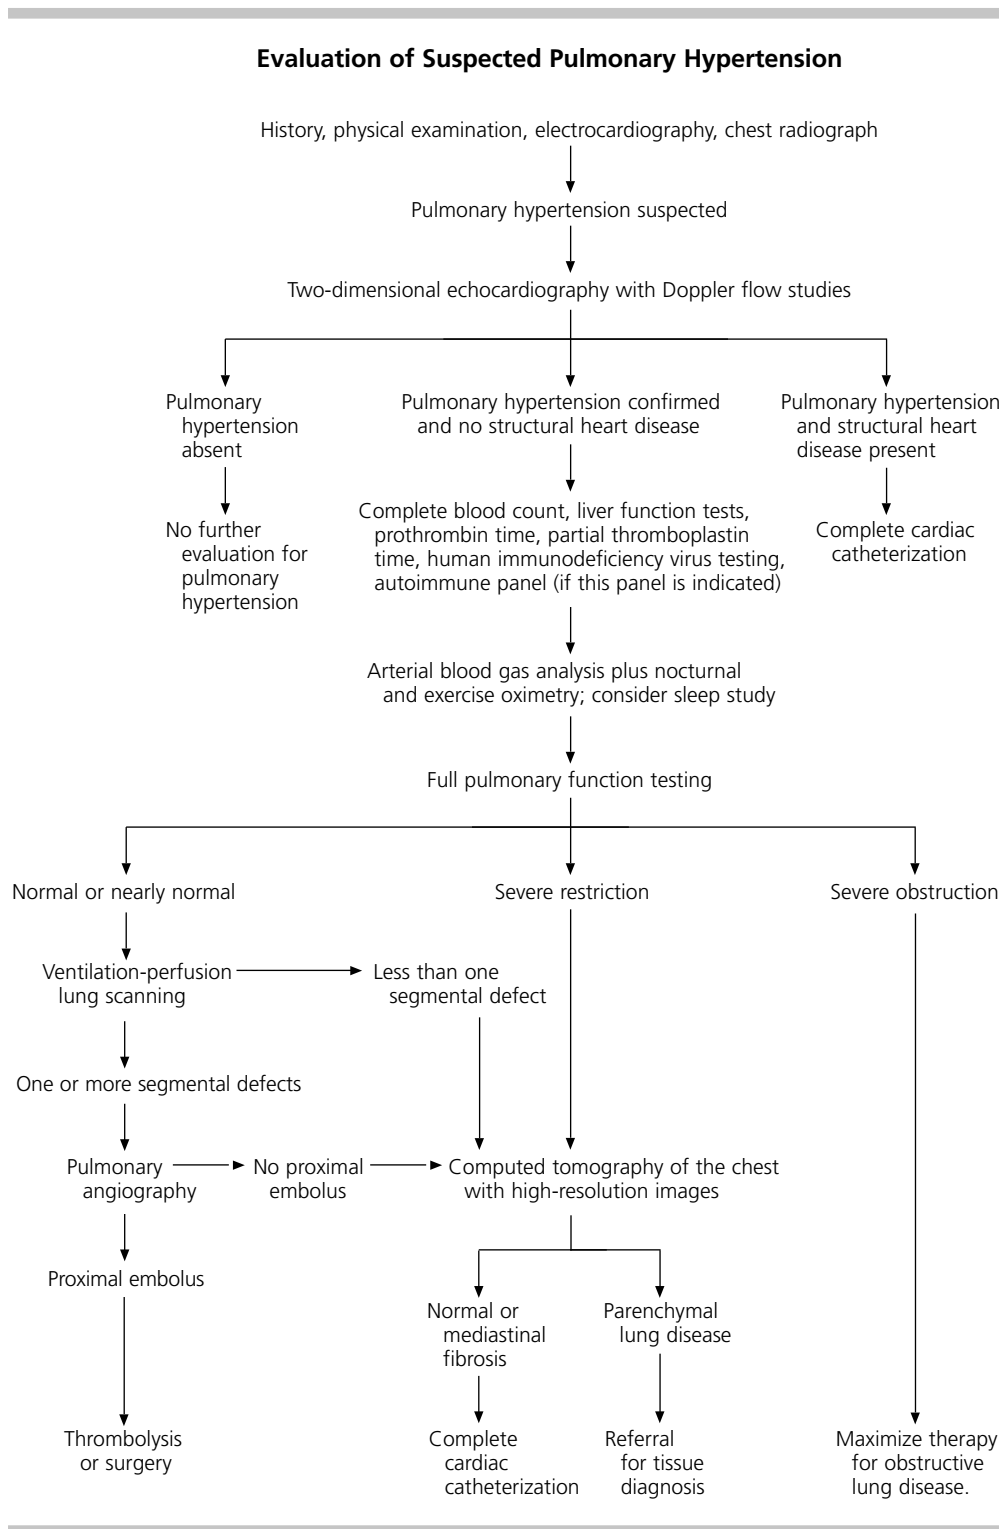 Evaluation of Suspected Pulmonary Hypertension
History, physical examination, electrocardiography, chest radiograph
Pulmonary hypertension suspected
Two-dimensional echocardiography with Doppler flow studies
Pulmonary
hypertension
absent
Pulmonary hypertension confirmed
and no structural heart disease
Pulmonary hypertension
and structural heart
disease present
No further
evaluation for
pulmonary
hypertension
Complete blood count, liver function tests,
prothrombin time, partial thromboplastin
time, human immunodeficiency virus testing,
autoimmune panel (if this panel is indicated)
Complete cardiac
catheterization
Arterial blood gas analysis plus nocturnal
and exercise oximetry; consider sleep study
Full pulmonary function testing
Normal or nearly normal
Severe restriction
Severe obstruction
Ventilation-perfusion
lung scanning
Less than one
segmental defect
One or more segmental defects
Pulmonary
angiography
No proximal
embolus
Computed tomography of the chest
with high-resolution images
Proximal embolus
Normal or
mediastinal
fibrosis
Parenchymal
lung disease
Thrombolysis
or surgery
Complete
cardiac
catheterization
Referral
for tissue
diagnosis
Maximize therapy
for obstructive
lung disease.